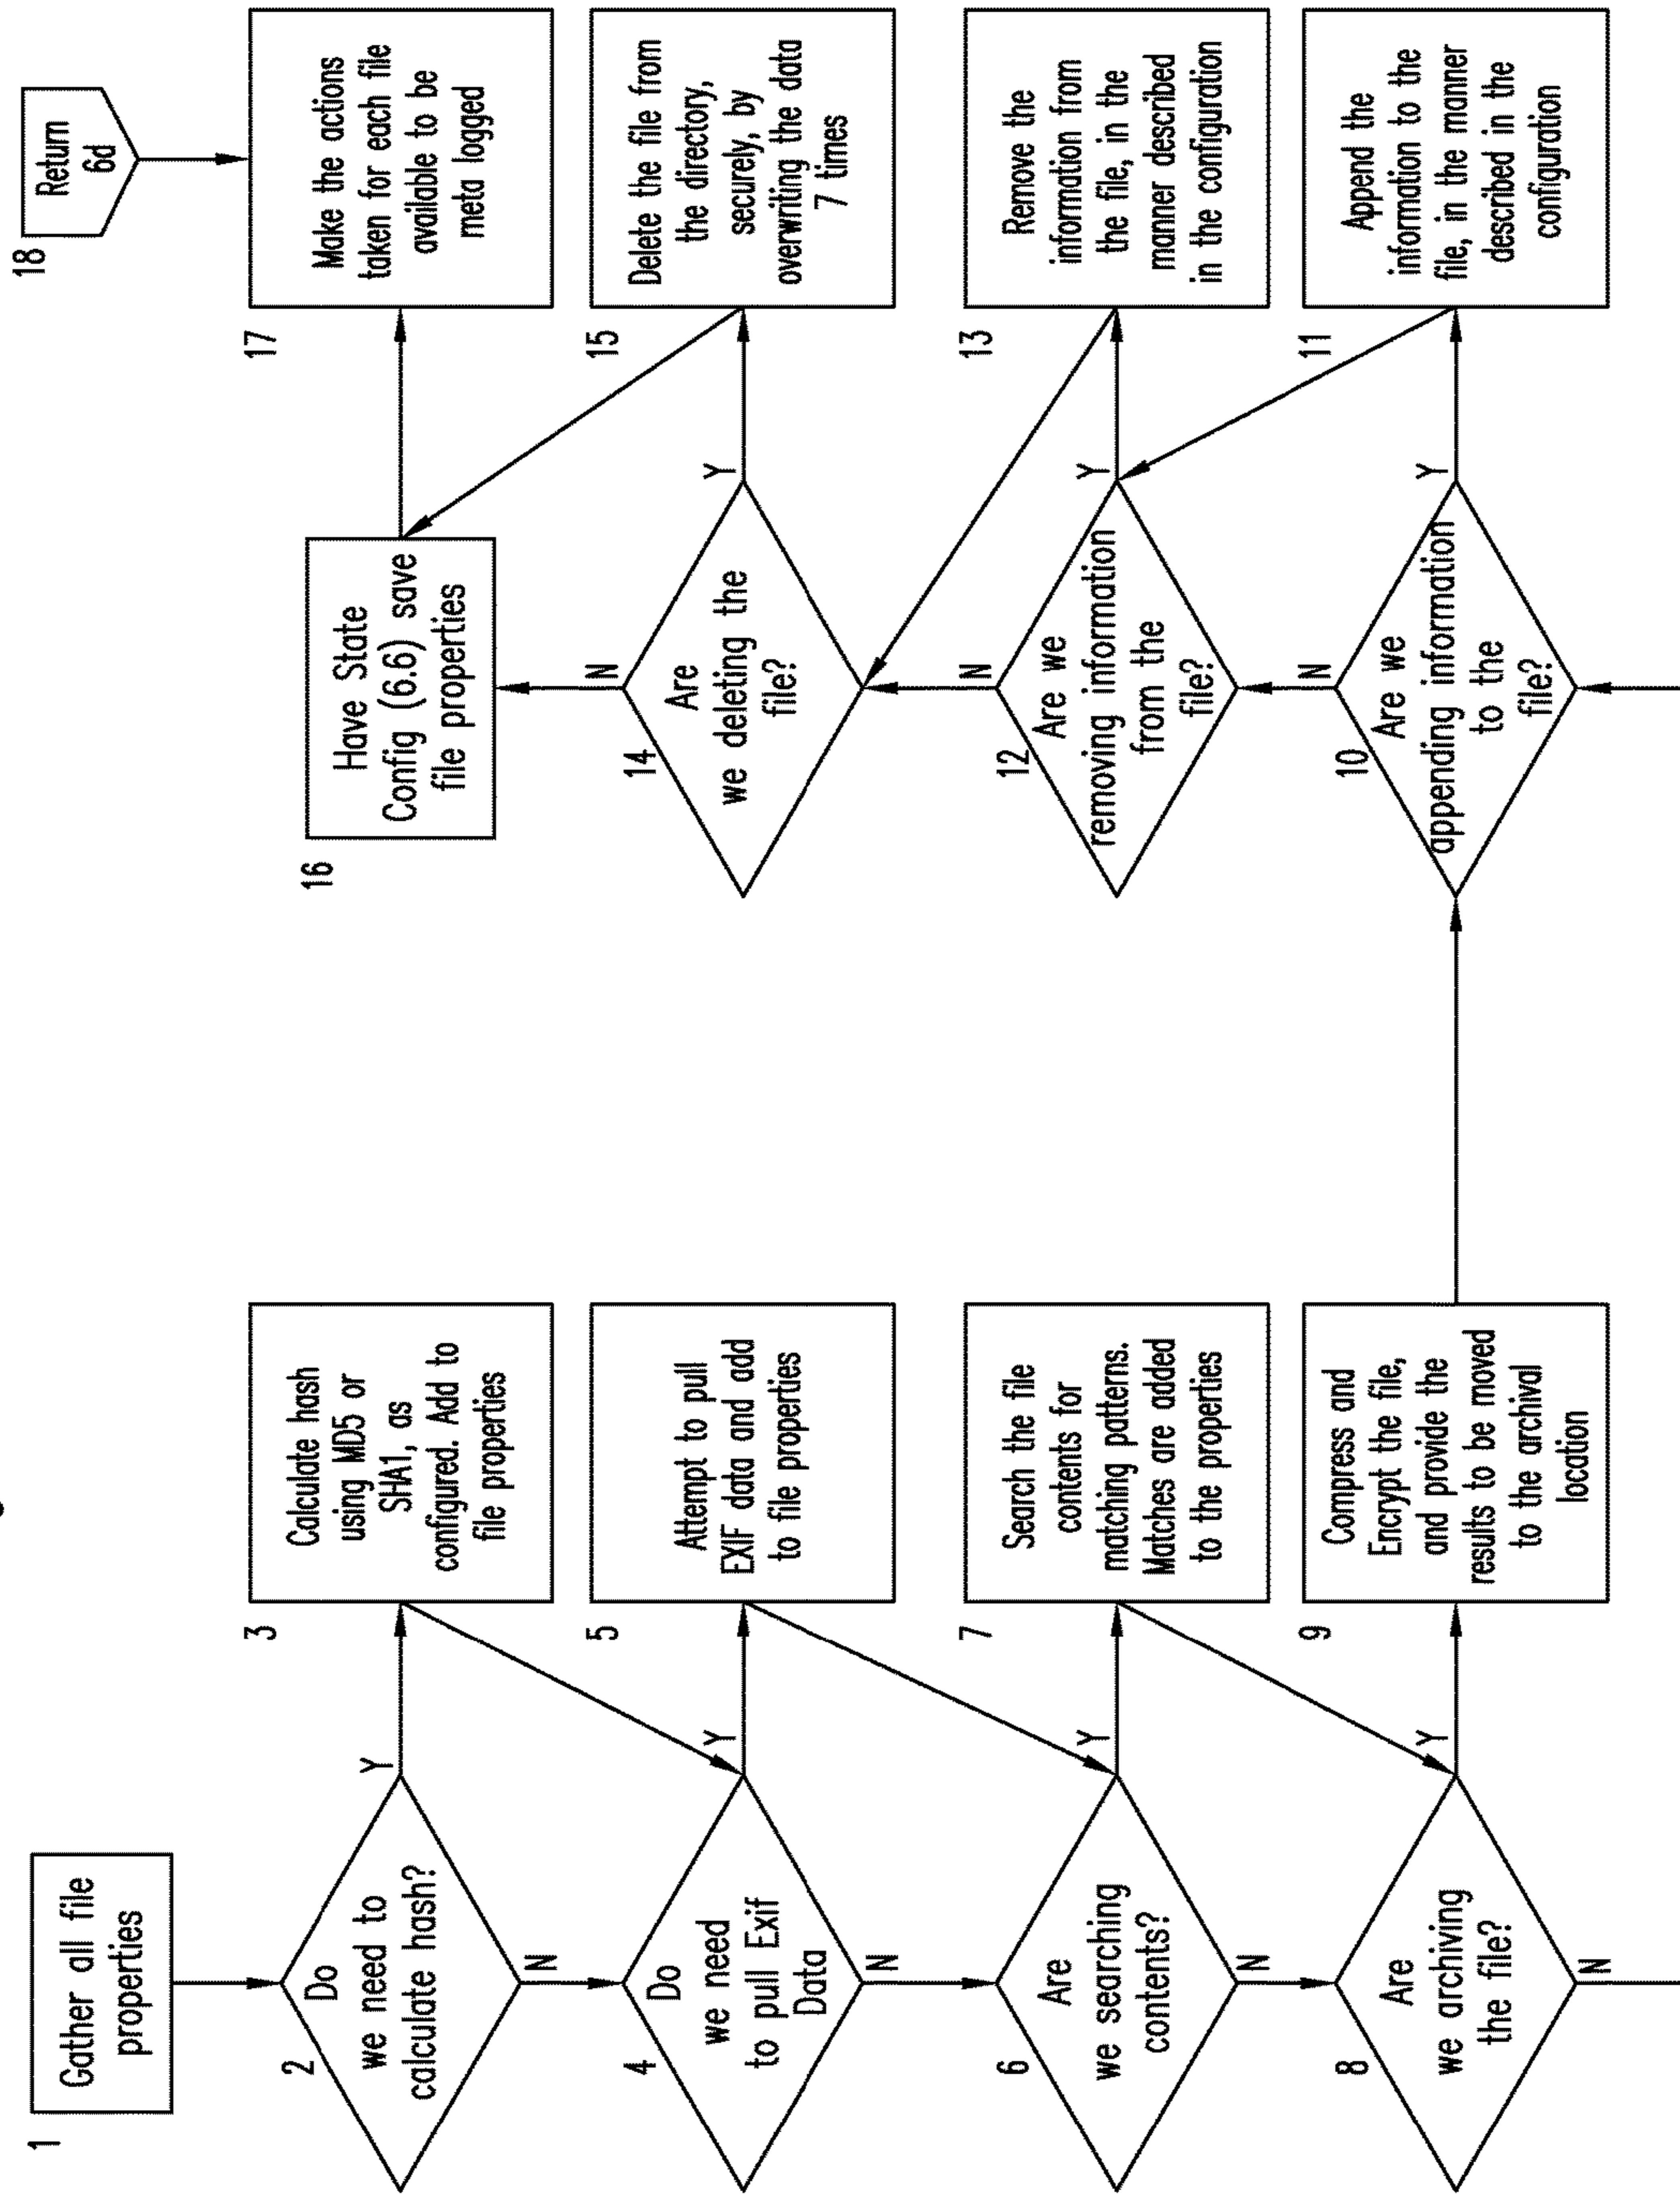 1
Gather all file
properties
2
Do
we need to
calculate hash?
Y
N
3
Calculate hash
using MD5 or
SHA1, as
configured. Add to
file properties
4
Do
we need
to pull Exif
Data
Y
N
5
Attempt to pull
EXIF data and add
to file properties
6
Are
we searching
contents?
Y
N
7
Search the file
contents for
matching patterns.
Matches are added
to the properties
8
Are
we archiving
the file?
Y
N
9
Compress and
Encrypt the file,
and provide the
results to be moved
to the archival
location
10
Are we
appending information
to the
file?
Y
N
11
Append the
information to the
file, in the manner
described in the
configuration
12
Are we
removing information
from the
file?
Y
N
13
Remove the
information from
the file, in the
manner described
in the configuration
14
Are
we deleting the
file?
Y
N
15
Delete the file from
the directory,
securely, by
overwriting the data
7 times
16
Have State
Config (6.6) save
file properties
17
Make the actions
taken for each file
available to be
meta logged
18
Return
6d